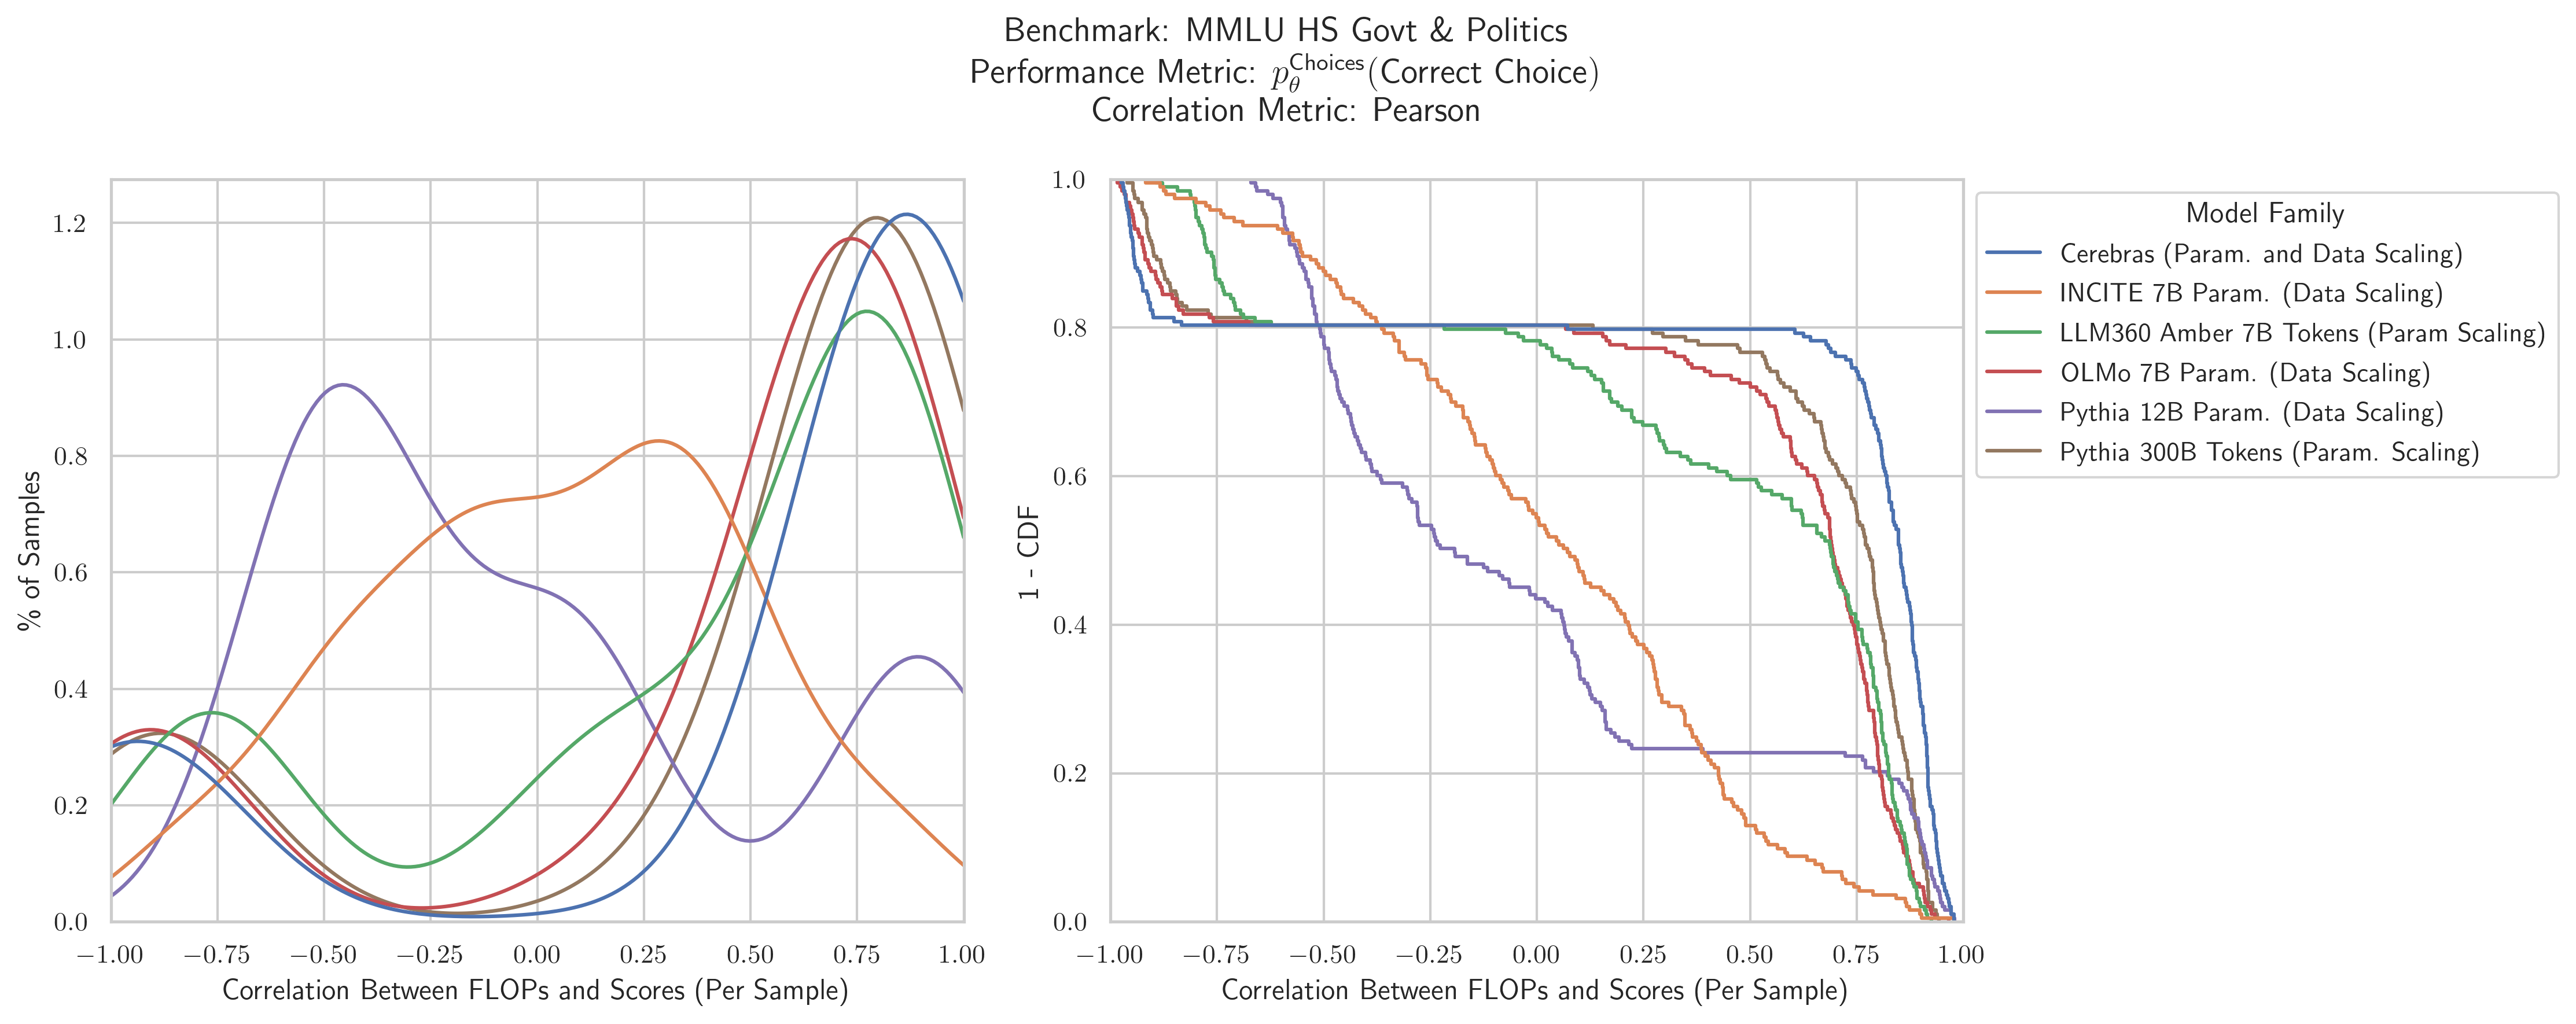 Benchmark: MMLU HS Govt & Politics
Performance Metric: $p_\theta^{\text{Choices}}$(Correct Choice)
Correlation Metric: Pearson
% of Samples
1.2
1.0
0.8
0.6
0.4
0.2
0.0
−1.00 −0.75 −0.50 −0.25 0.00 0.25 0.50 0.75 1.00
Correlation Between FLOPs and Scores (Per Sample)
1 - CDF
1.0
0.8
0.6
0.4
0.2
0.0
−1.00 −0.75 −0.50 −0.25 0.00 0.25 0.50 0.75 1.00
Correlation Between FLOPs and Scores (Per Sample)
Model Family
Cerebras (Param. and Data Scaling)
INCITE 7B Param. (Data Scaling)
LLM360 Amber 7B Tokens (Param Scaling)
OLMo 7B Param. (Data Scaling)
Pythia 12B Param. (Data Scaling)
Pythia 300B Tokens (Param. Scaling)